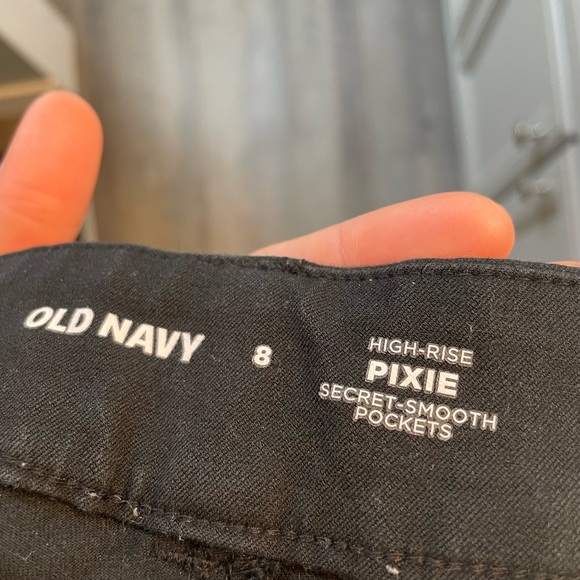 OLD NAVY
8
HIGH-RISE
PIXIE
SECRET-SMOOTH
POCKETS